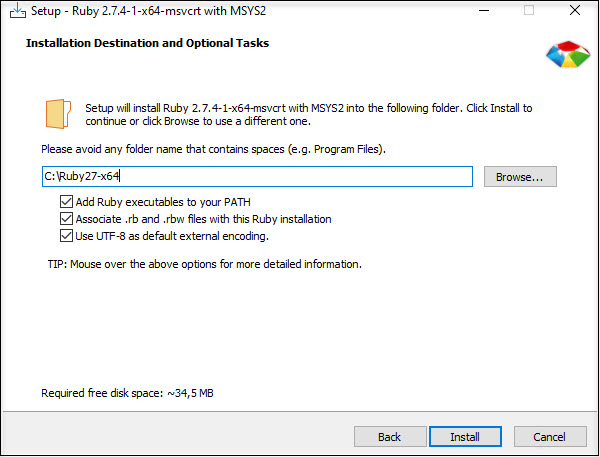 Setup - Ruby 2.7.4-1-x64-msvcrt with MSYS2
Installation Destination and Optional Tasks
Setup will install Ruby 2.7.4-1-x64-msvcrt with MSYS2 into the following folder. Click Install to
continue or click Browse to use a different one.
Please avoid any folder name that contains spaces (e.g. Program Files).
C:\Ruby27-x64
Browse...
Add Ruby executables to your PATH
Associate .rb and .rbw files with this Ruby installation
Use UTF-8 as default external encoding.
TIP: Mouse over the above options for more detailed information.
Required free disk space: ~34,5 MB
Back
Install
Cancel